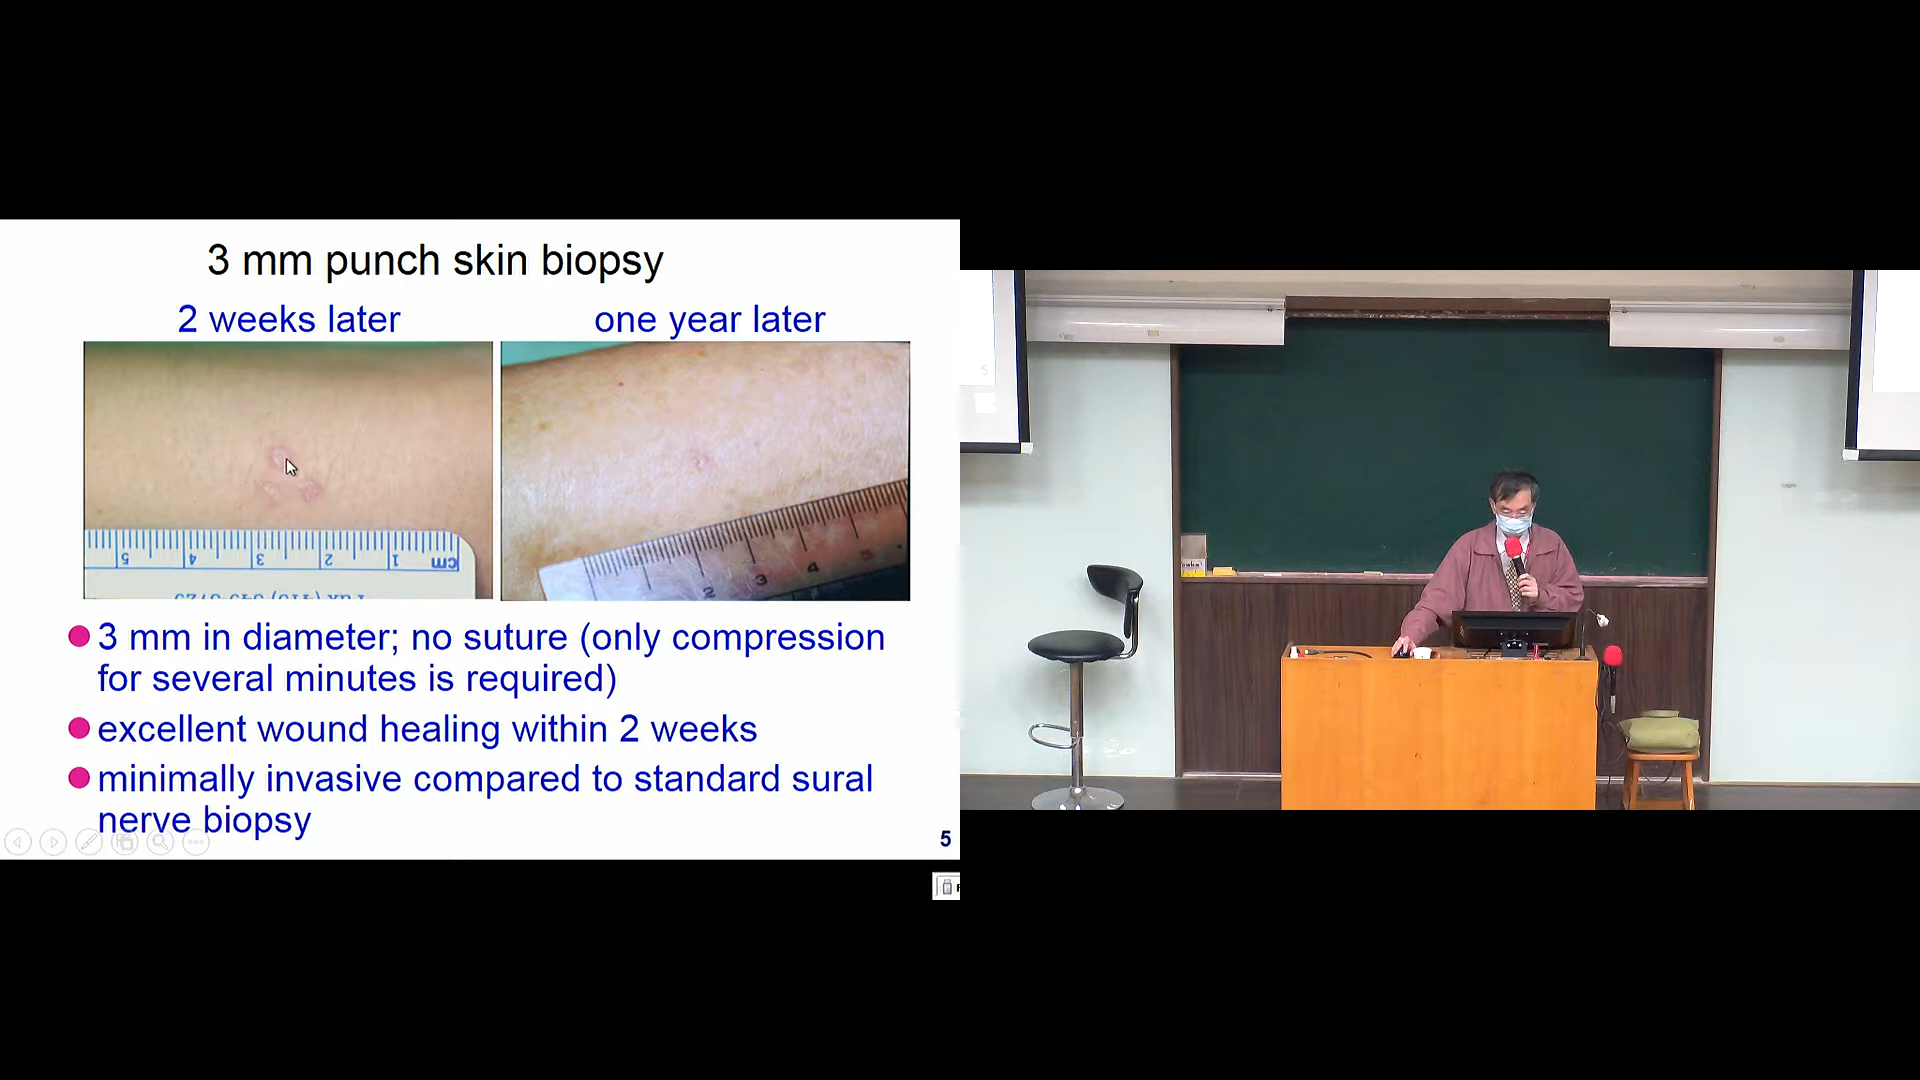 3 mm punch skin biopsy
2 weeks later
one year later
5 4 3 2 1 cm
2 3 4 5
3 mm in diameter; no suture (only compression
for several minutes is required)
excellent wound healing within 2 weeks
minimally invasive compared to standard sural
nerve biopsy
5
5